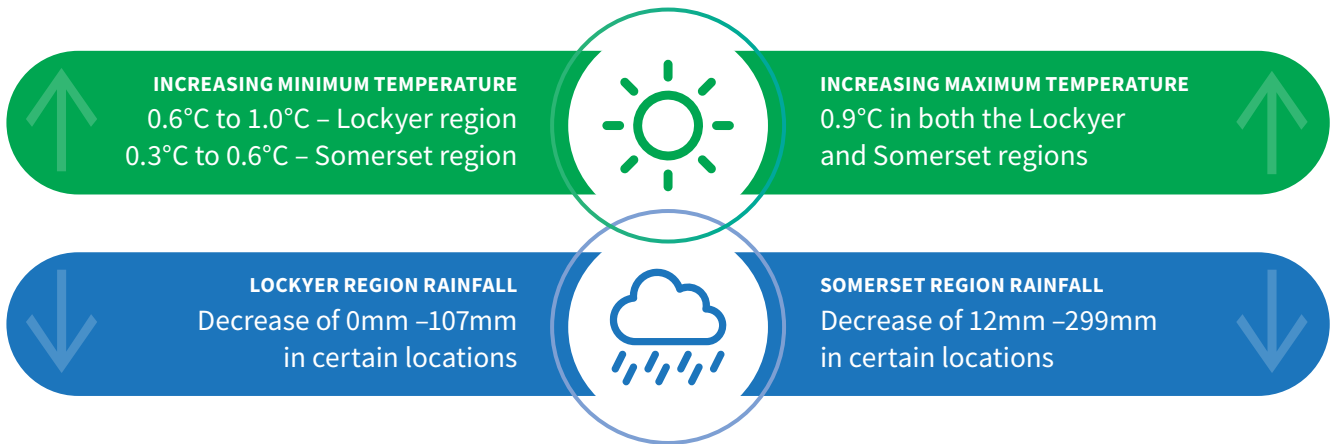 INCREASING MINIMUM TEMPERATURE
0.6°C to 1.0°C – Lockyer region
0.3°C to 0.6°C – Somerset region
INCREASING MAXIMUM TEMPERATURE
0.9°C in both the Lockyer
and Somerset regions
LOCKYER REGION RAINFALL
Decrease of 0mm –107mm
in certain locations
SOMERSET REGION RAINFALL
Decrease of 12mm –299mm
in certain locations